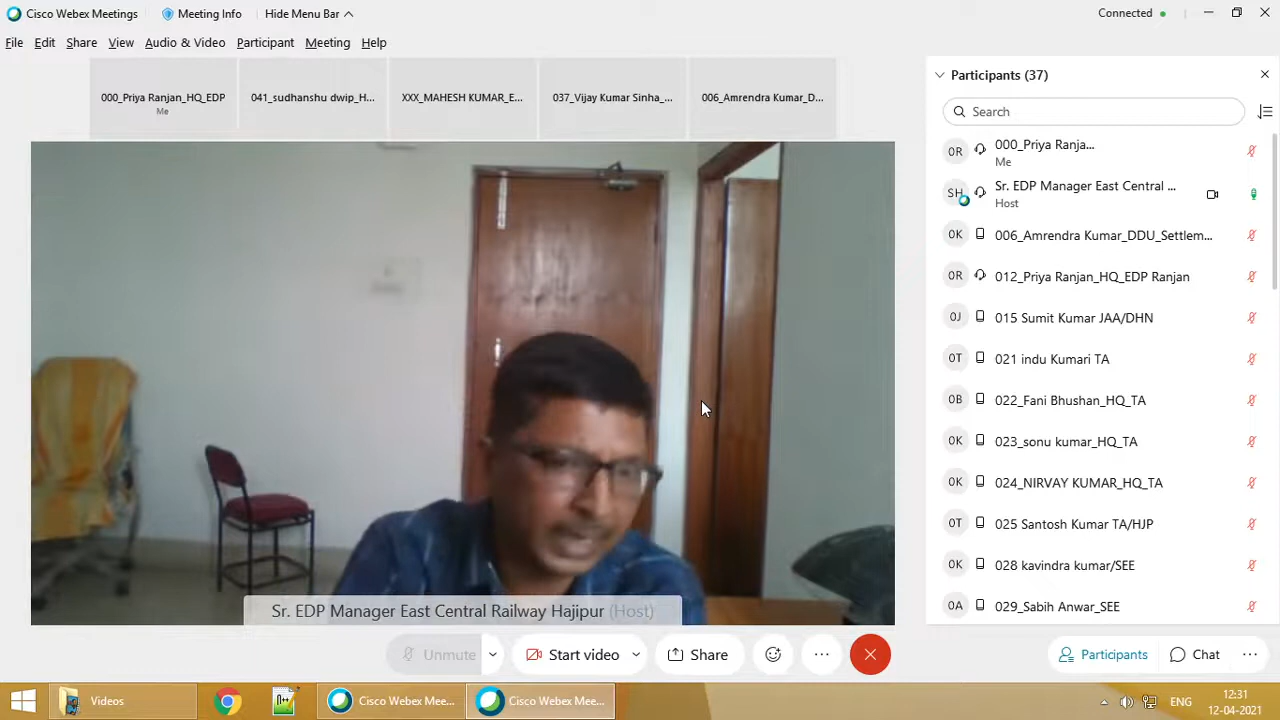 Cisco Webex Meetings
Meeting Info
Hide Menu Bar
Connected
File Edit Share View Audio & Video Participant Meeting Help
000_Priya Ranjan_HQ_EDP
Me
041_sudhanshu dwip_H...
XXX_MAHESH KUMAR_E...
037_Vijay Kumar Sinha_...
006_Amrendra Kumar_D...
Sr. EDP Manager East Central Railway Hajipur (Host)
Unmute
Start video
Share
Participants (37)
Search
0R 000_Priya Ranja...
Me
SH Sr. EDP Manager East Central ...
Host
0K 006_Amrendra Kumar_DDU_Settlem...
0R 012_Priya Ranjan_HQ_EDP Ranjan
0J 015 Sumit Kumar JAA/DHN
0T 021 indu Kumari TA
0B 022_Fani Bhushan_HQ_TA
0K 023_sonu kumar_HQ_TA
0K 024_NIRVAY KUMAR_HQ_TA
0T 025 Santosh Kumar TA/HJP
0K 028 kavindra kumar/SEE
0A 029_Sabih Anwar_SEE
Participants
Chat
Videos
Cisco Webex Mee...
Cisco Webex Mee...
ENG
12:31
12-04-2021